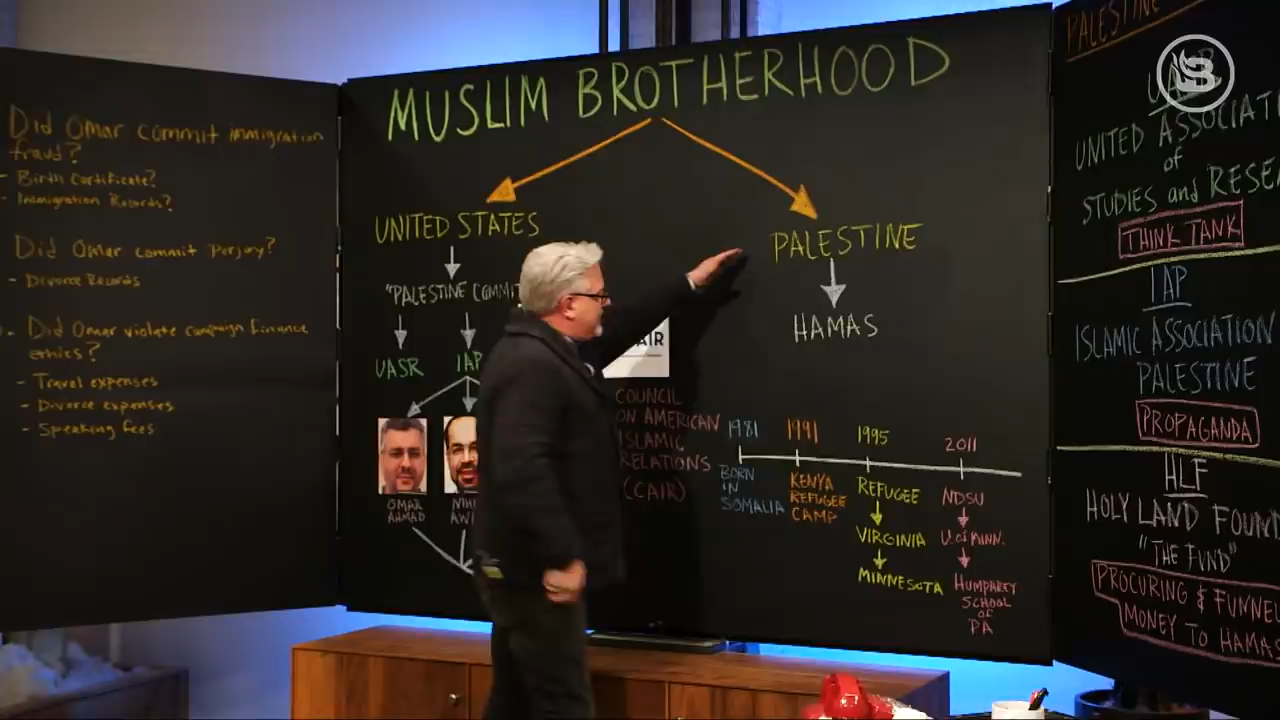 Did Omar commit immigration
fraud?
- Birth Certificate?
- Immigration Records?
Did Omar commit Perjury?
- Divorce Records
Did Omar violate campaign finance
ethics?
- Travel expenses
- Divorce expenses
- Speaking fees
MUSLIM BROTHERHOOD
UNITED STATES
"PALESTINE COMMIT
UASR
IAP
OMAR
AHMAD
PALESTINE
HAMAS
AIR
COUNCIL
ON AMERICAN
ISLAMIC
RELATIONS
(CAIR)
1981
BORN
IN
SOMALIA
1991
KENYA
REFUGEE
CAMP
1995
REFUGEE
VIRGINIA
MINNESOTA
2011
NDSU
U. of MINN.
HUMPHREY
SCHOOL
OF
PA
PALESTINE
UNITED ASSOCIAT
of
STUDIES and RESEA
THINK TANK
IAP
ISLAMIC ASSOCIATION
PALESTINE
PROPAGANDA
HLF
HOLY LAND FOUN
"THE FUND"
PROCURING & FUNNEL
MONEY TO HAMAS